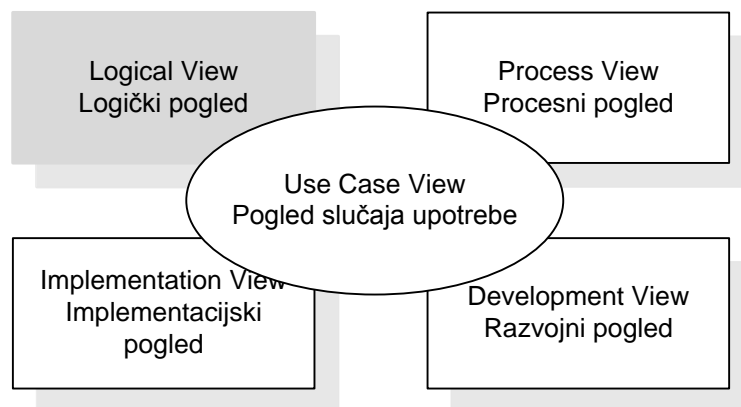 Logical View
Logički pogled
Process View
Procesni pogled
Use Case View
Pogled slučaja upotrebe
Implementation View
Implementacijski
pogled
Development View
Razvojni pogled